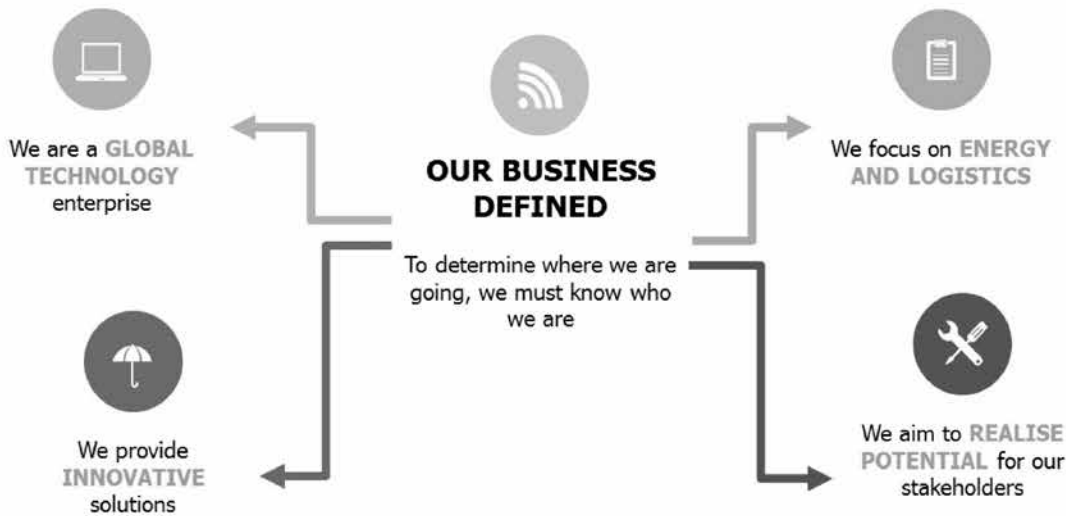 We are a GLOBAL
TECHNOLOGY
enterprise
OUR BUSINESS
DEFINED
To determine where we are
going, we must know who
we are
We focus on ENERGY
AND LOGISTICS
We provide
INNOVATIVE
solutions
We aim to REALISE
POTENTIAL for our
stakeholders